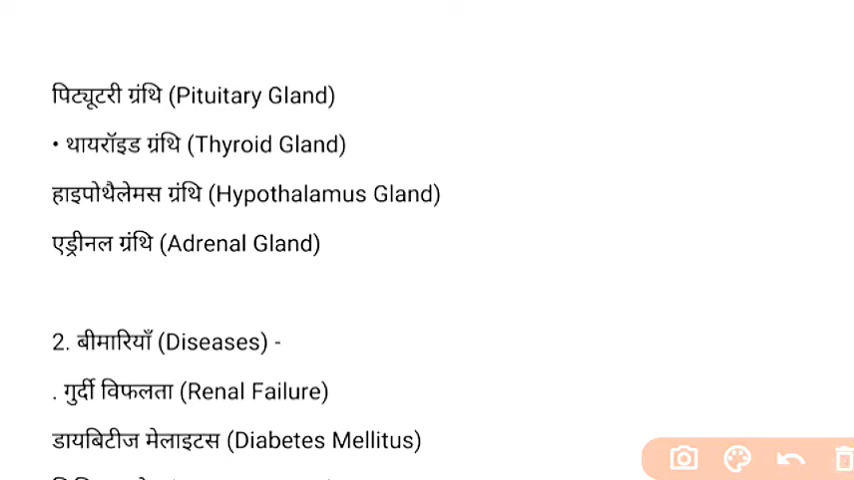 पिट्यूटरी ग्रंथि (Pituitary Gland)
• थायरॉइड ग्रंथि (Thyroid Gland)
हाइपोथैलेमस ग्रंथि (Hypothalamus Gland)
एड्रीनल ग्रंथि (Adrenal Gland)
2. बीमारियाँ (Diseases) -
. गुर्दी विफलता (Renal Failure)
डायबिटीज मेलाइटस (Diabetes Mellitus)